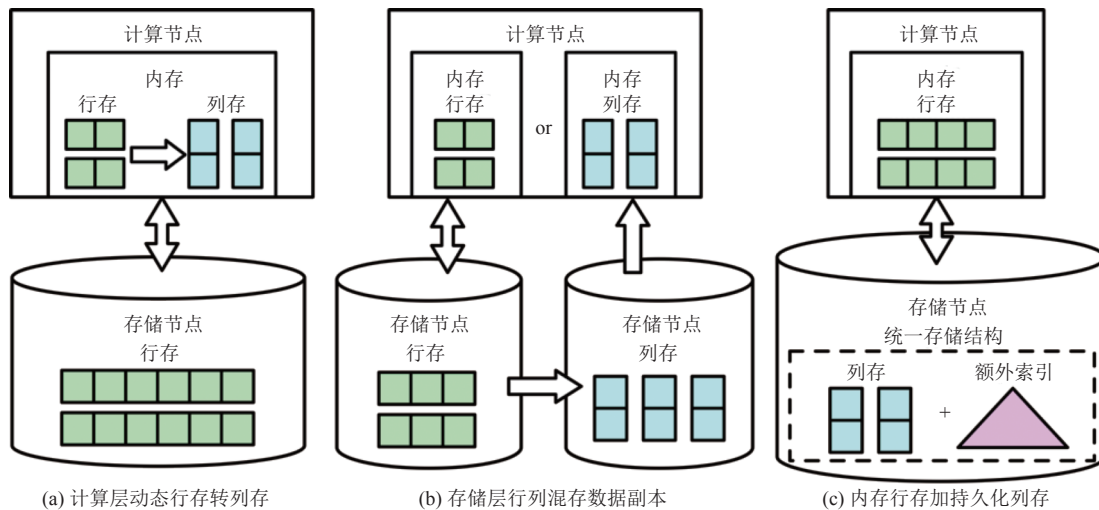 计算节点
内存
行存
列存
存储节点
行存
(a) 计算层动态行存转列存
计算节点
内存
行存
or
内存
列存
存储节点
行存
存储节点
列存
(b) 存储层行列混存数据副本
计算节点
内存
行存
存储节点
统一存储结构
列存
+
额外索引
(c) 内存行存加持久化列存